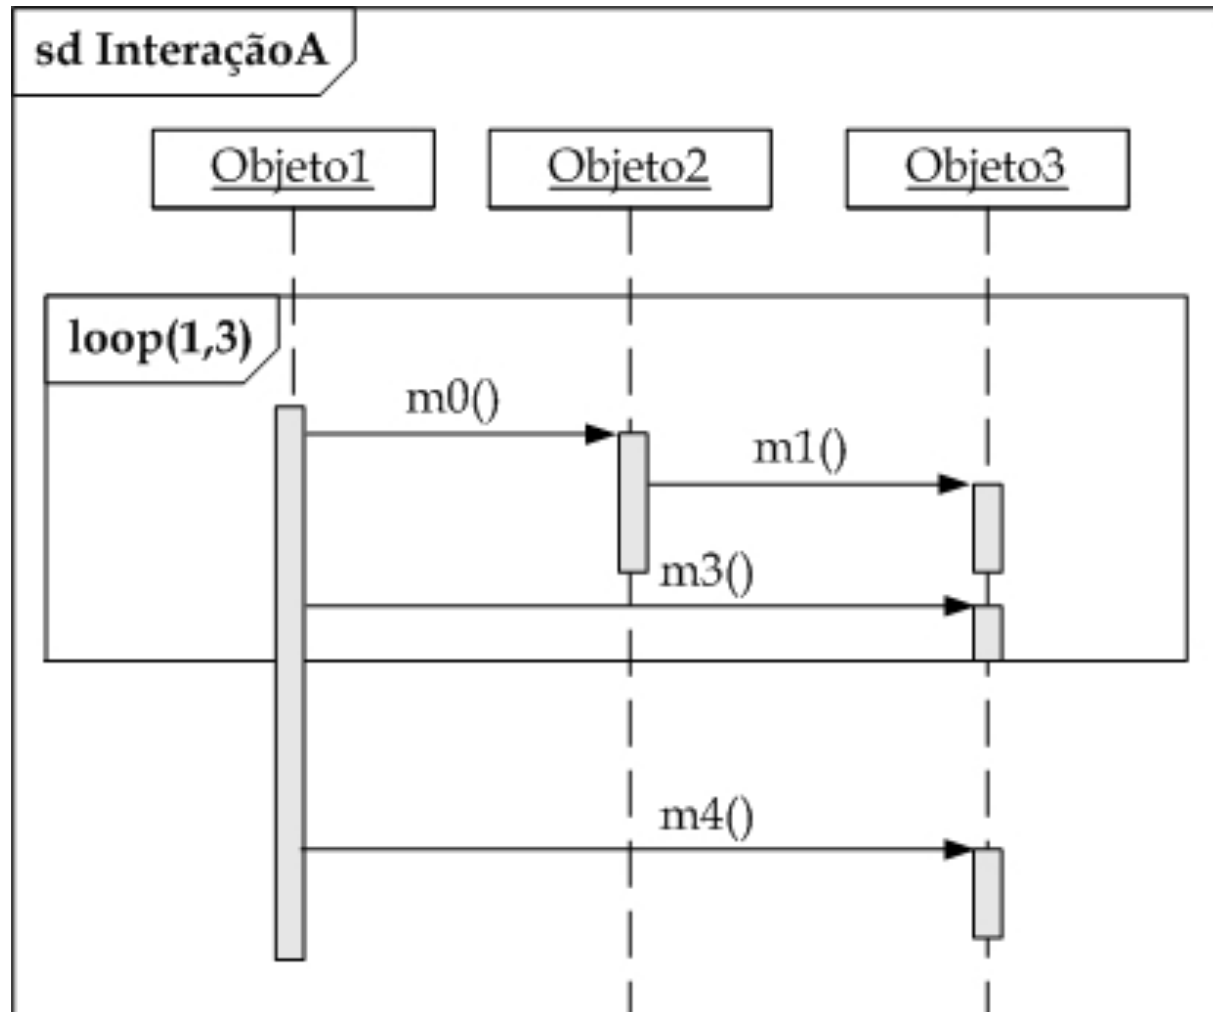 sd InteraçãoA
Objeto1 Objeto2 Objeto3
loop(1,3)
m0()
m1()
m3()
m4()